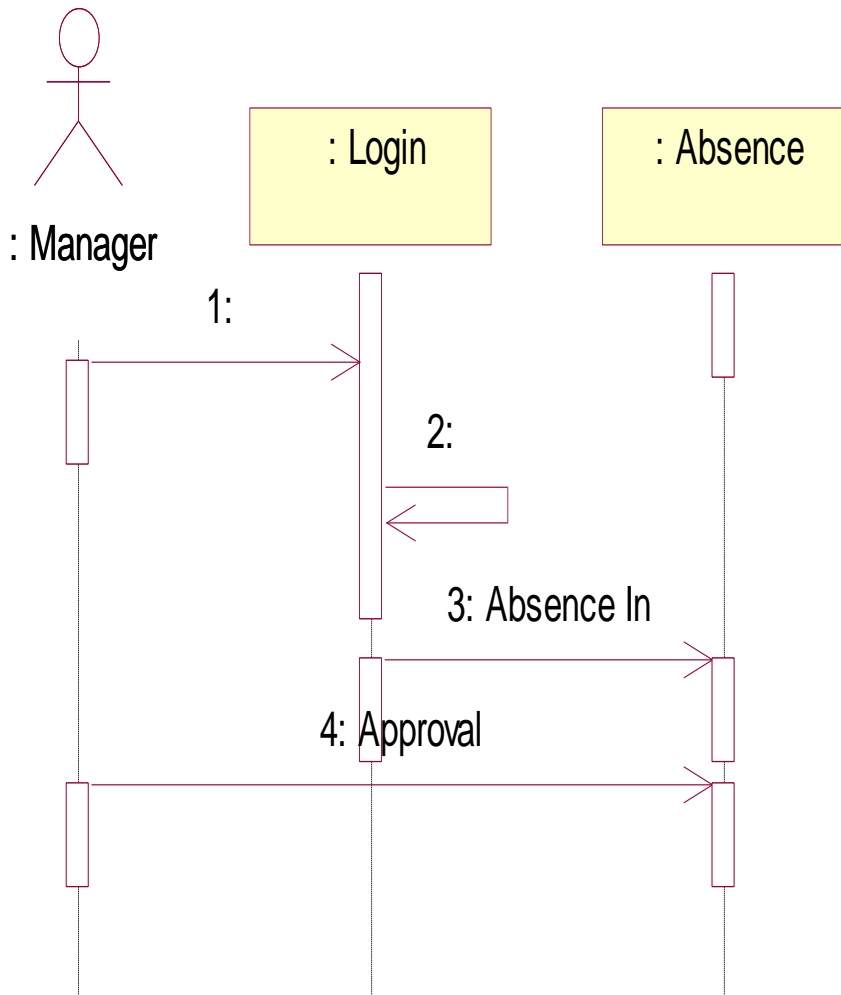 : Login
: Absence
: Manager
1:
2:
3: Absence In
4: Approval